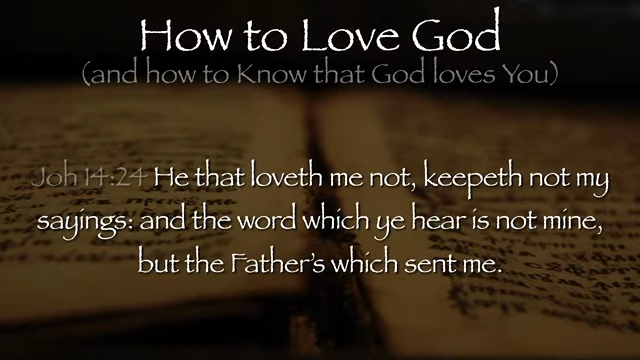 How to Love God
(and how to Know that God loves You)
Joh 14:24 He that loveth me not, keepeth not my
sayings: and the word which ye hear is not mine,
but the Father's which sent me.